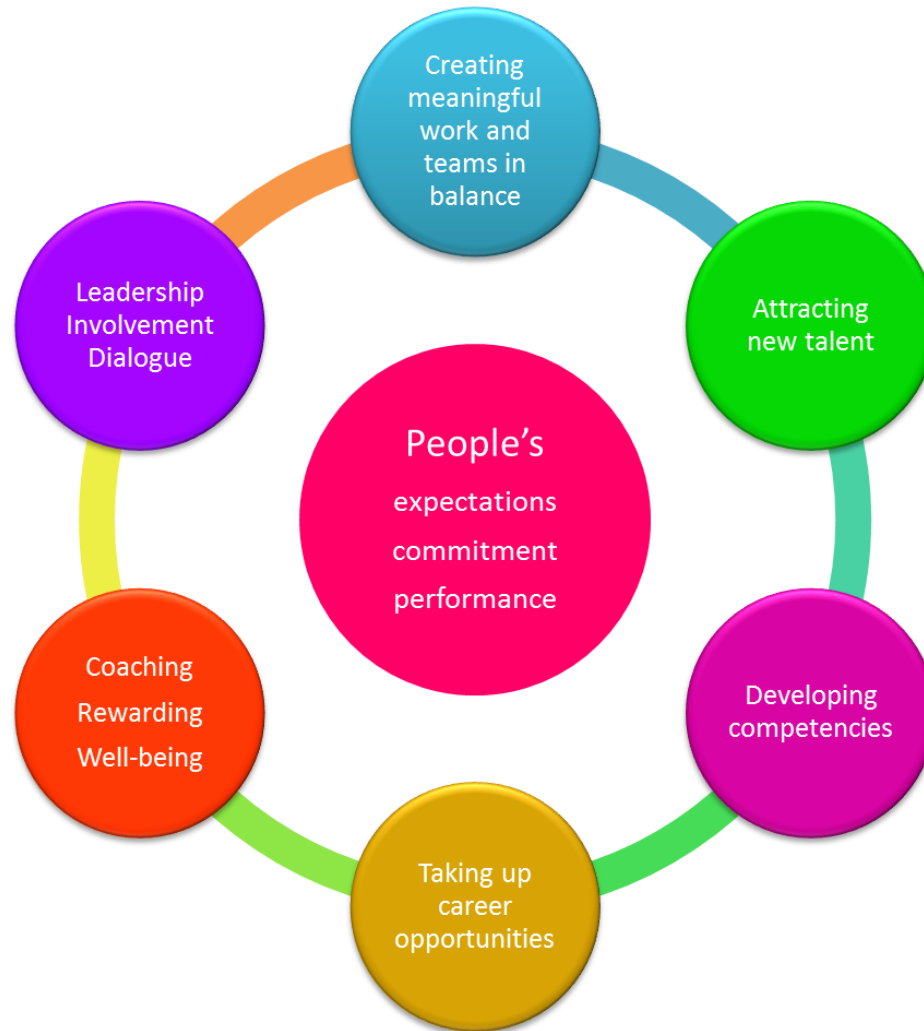 Creating
meaningful
work and
teams in
balance
Attracting
new talent
Developing
competencies
Taking up
career
opportunities
Coaching
Rewarding
Well-being
Leadership
Involvement
Dialogue
People’s
expectations
commitment
performance